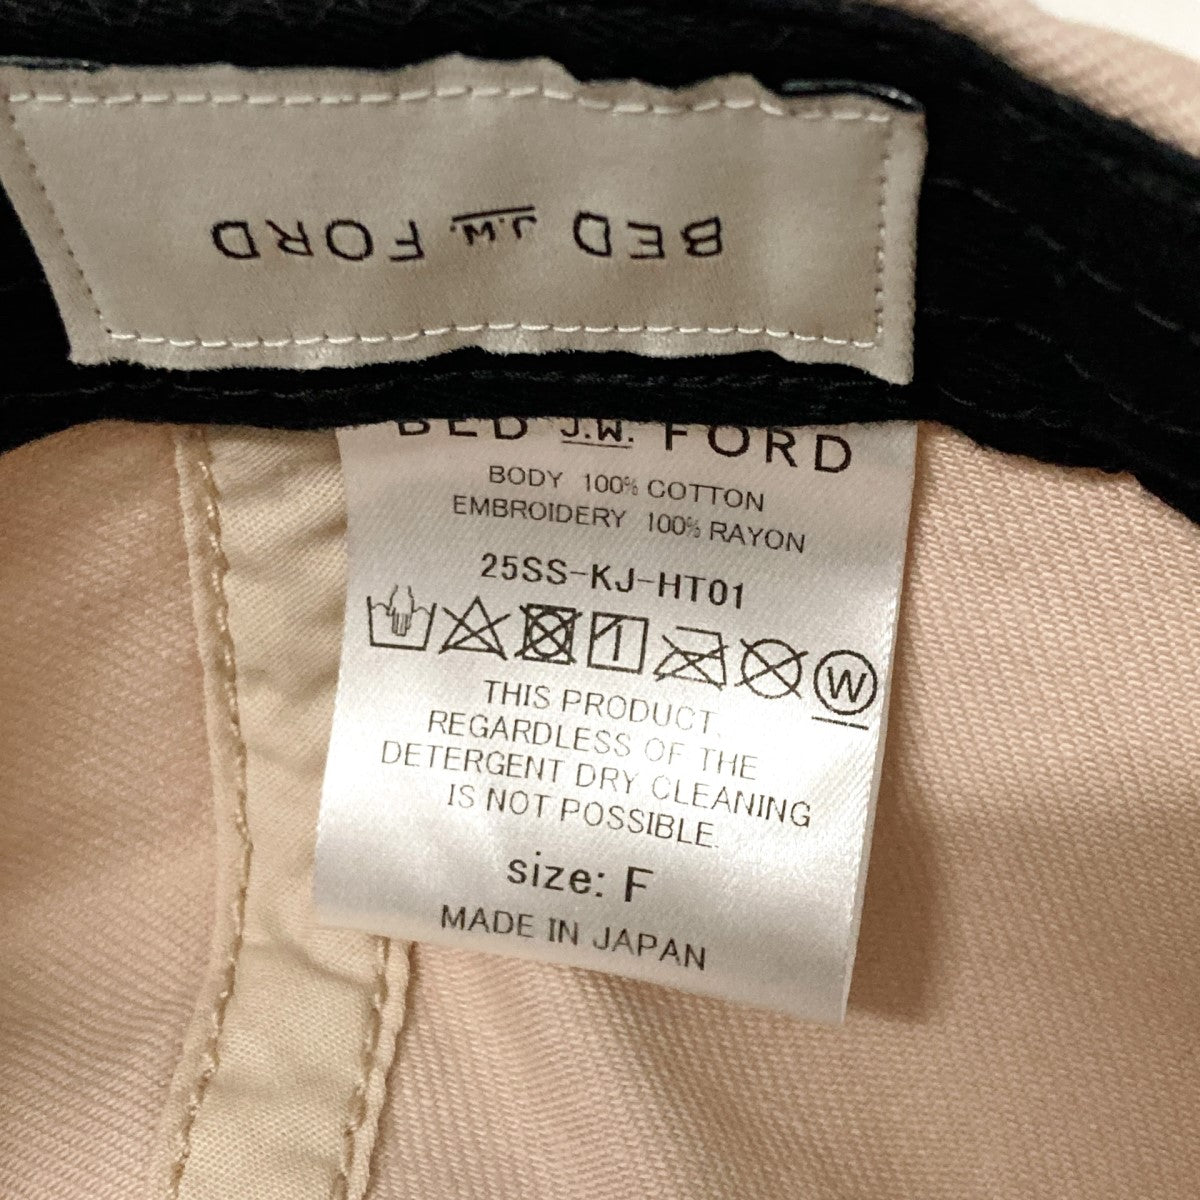 BED J.W. FORD
BED J.W. FORD
BODY 100% COTTON
EMBROIDERY 100% RAYON
25SS-KJ-HT01
W
THIS PRODUCT,
REGARDLESS OF THE
DETERGENT DRY CLEANING
IS NOT POSSIBLE.
size: F
MADE IN JAPAN